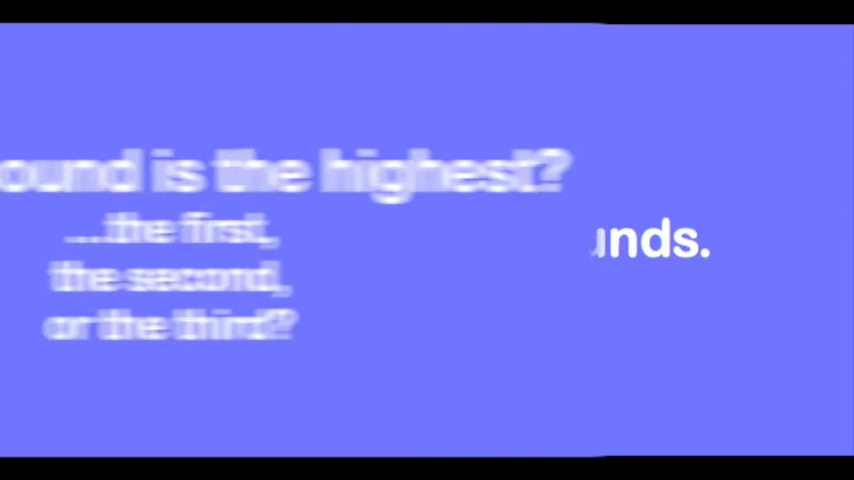 ound is the highest?
...the first,
the second,
or the third?
unds.